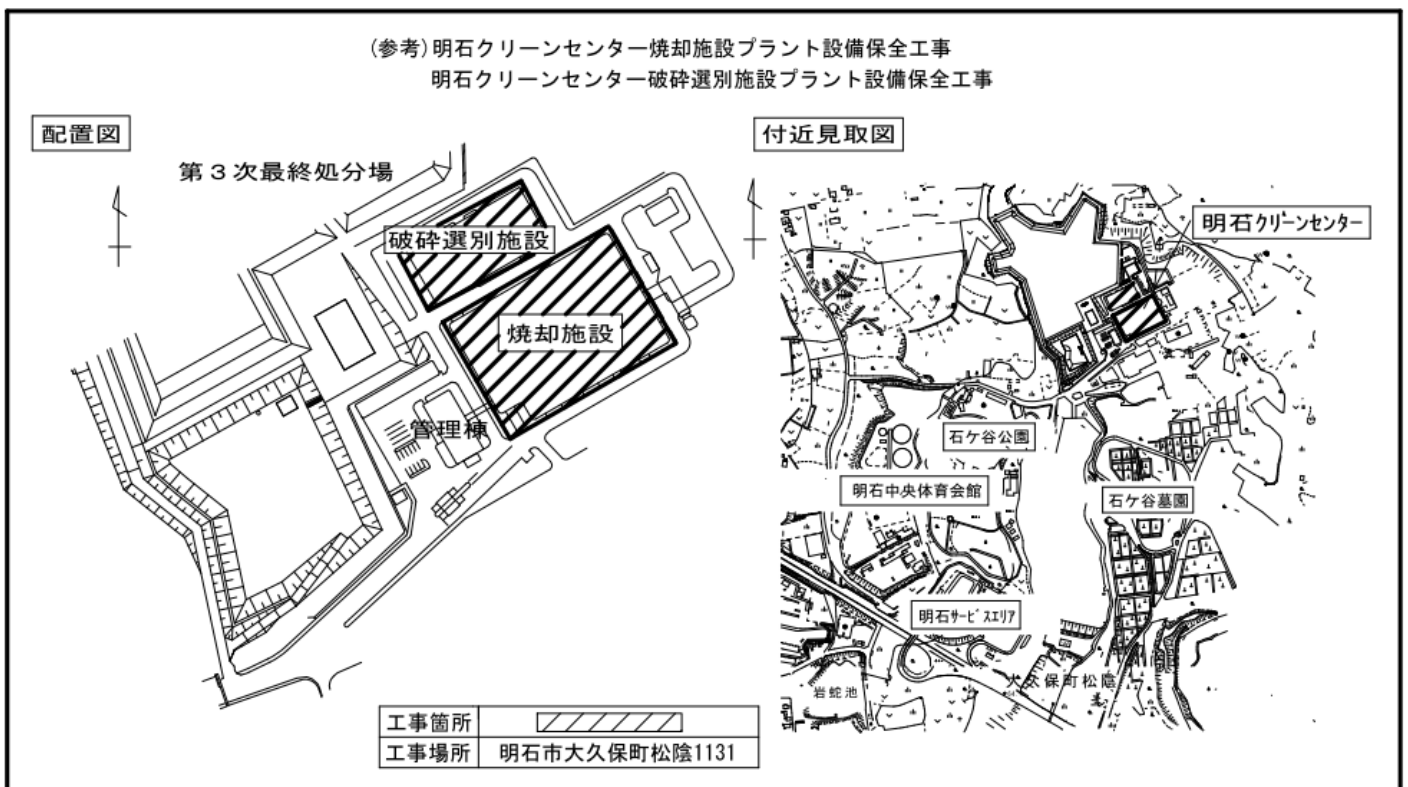 (参考)明石クリーンセンター焼却施設プラント設備保全工事
明石クリーンセンター破砕選別施設プラント設備保全工事
配置図
第3次最終処分場
破砕選別施設
焼却施設
管理棟
付近見取図
明石クリーンセンター
石ケ谷公園
明石中央体育会館
石ケ谷墓園
明石サービスエリア
大久保町松陰
岩蛇池
工事箇所
工事場所 明石市大久保町松陰1131